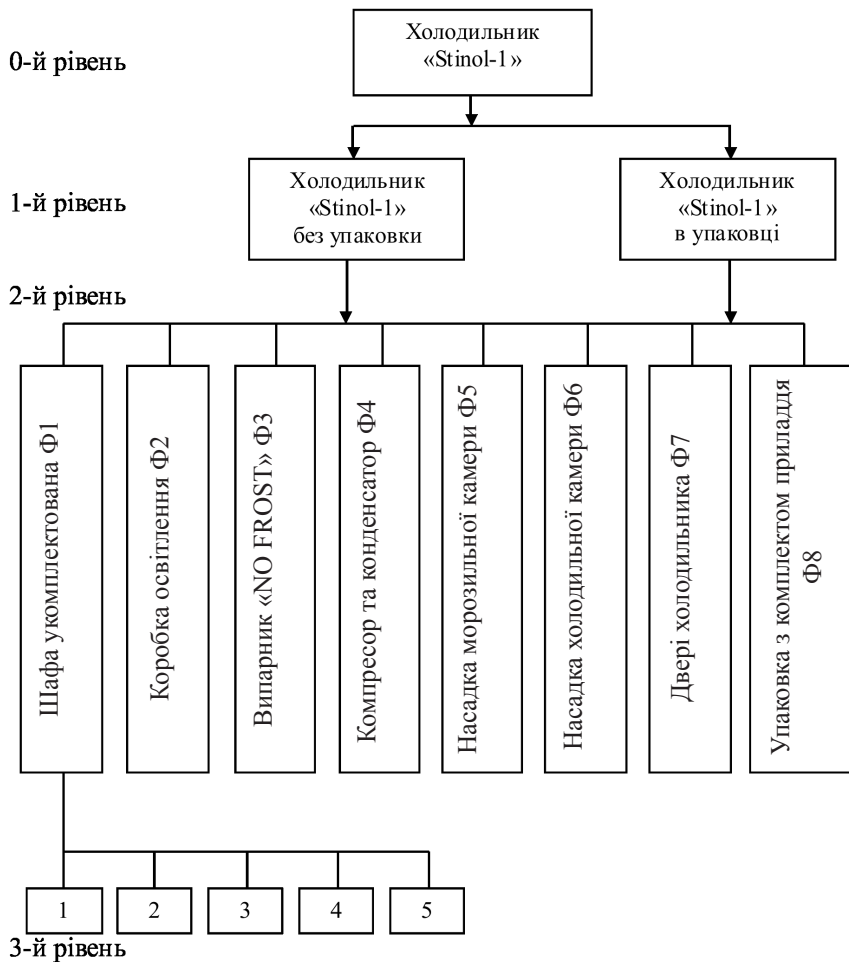 0-й рівень
Холодильник
«Stinol-1»
1-й рівень
Холодильник
«Stinol-1»
без упаковки
Холодильник
«Stinol-1»
в упаковці
2-й рівень
Шафа укомплектована Ф1
Коробка освітлення Ф2
Випарник «NO FROST» Ф3
Компресор та конденсатор Ф4
Насадка морозильної камери Ф5
Насадка холодильної камери Ф6
Двері холодильника Ф7
Упаковка з комплектом приладдя
Ф8
1
2
3
4
5
3-й рівень